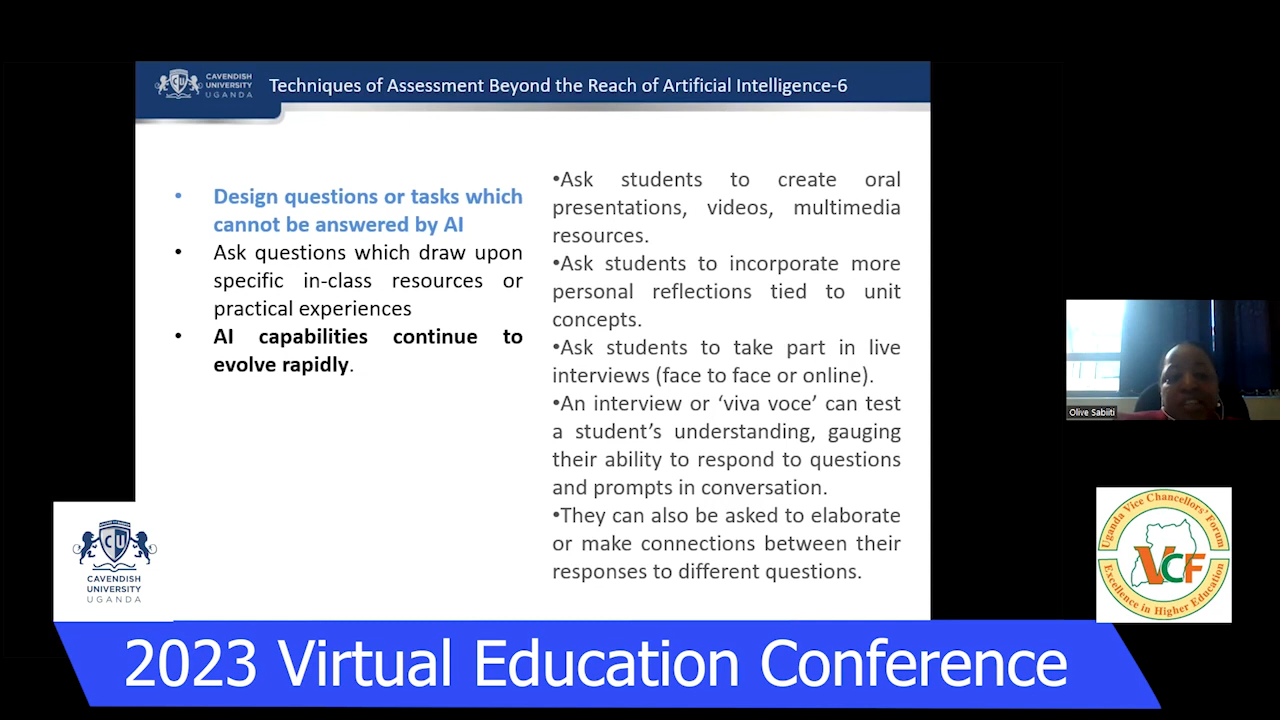 CAVENDISH
UNIVERSITY
UGANDA
Techniques of Assessment Beyond the Reach of Artificial Intelligence-6
• Design questions or tasks which
cannot be answered by AI
• Ask questions which draw upon
specific in-class resources or
practical experiences
• AI capabilities continue to
evolve rapidly.
•Ask students to create oral
presentations, videos, multimedia
resources.
•Ask students to incorporate more
personal reflections tied to unit
concepts.
•Ask students to take part in live
interviews (face to face or online).
•An interview or ‘viva voce’ can test
a student’s understanding, gauging
their ability to respond to questions
and prompts in conversation.
•They can also be asked to elaborate
or make connections between their
responses to different questions.
Olive Sabiiti
CU
CAVENDISH
UNIVERSITY
UGANDA
Uganda Vice Chancellors' Forum
VCF
Excellence in Higher Education
2023 Virtual Education Conference